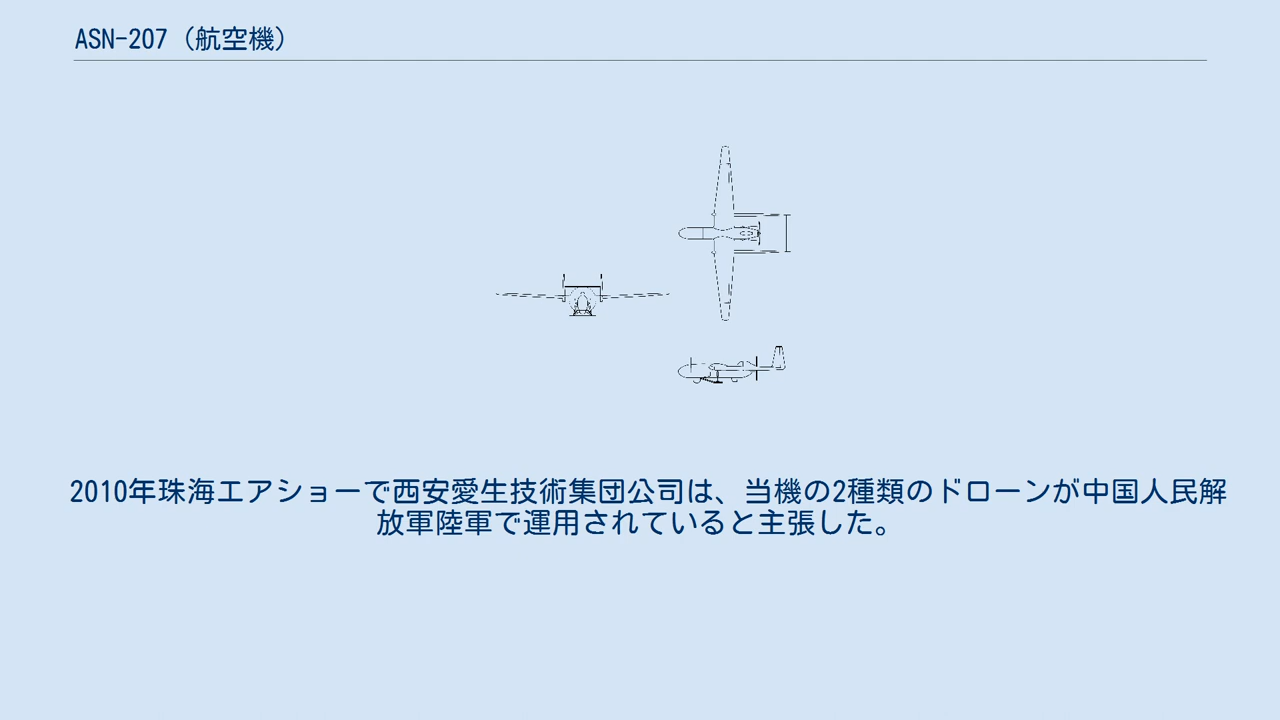 ASN-207（航空機）
2010年珠海エアショーで西安愛生技術集団公司は、当機の2種類のドローンが中国人民解
放軍陸軍で運用されていると主張した。